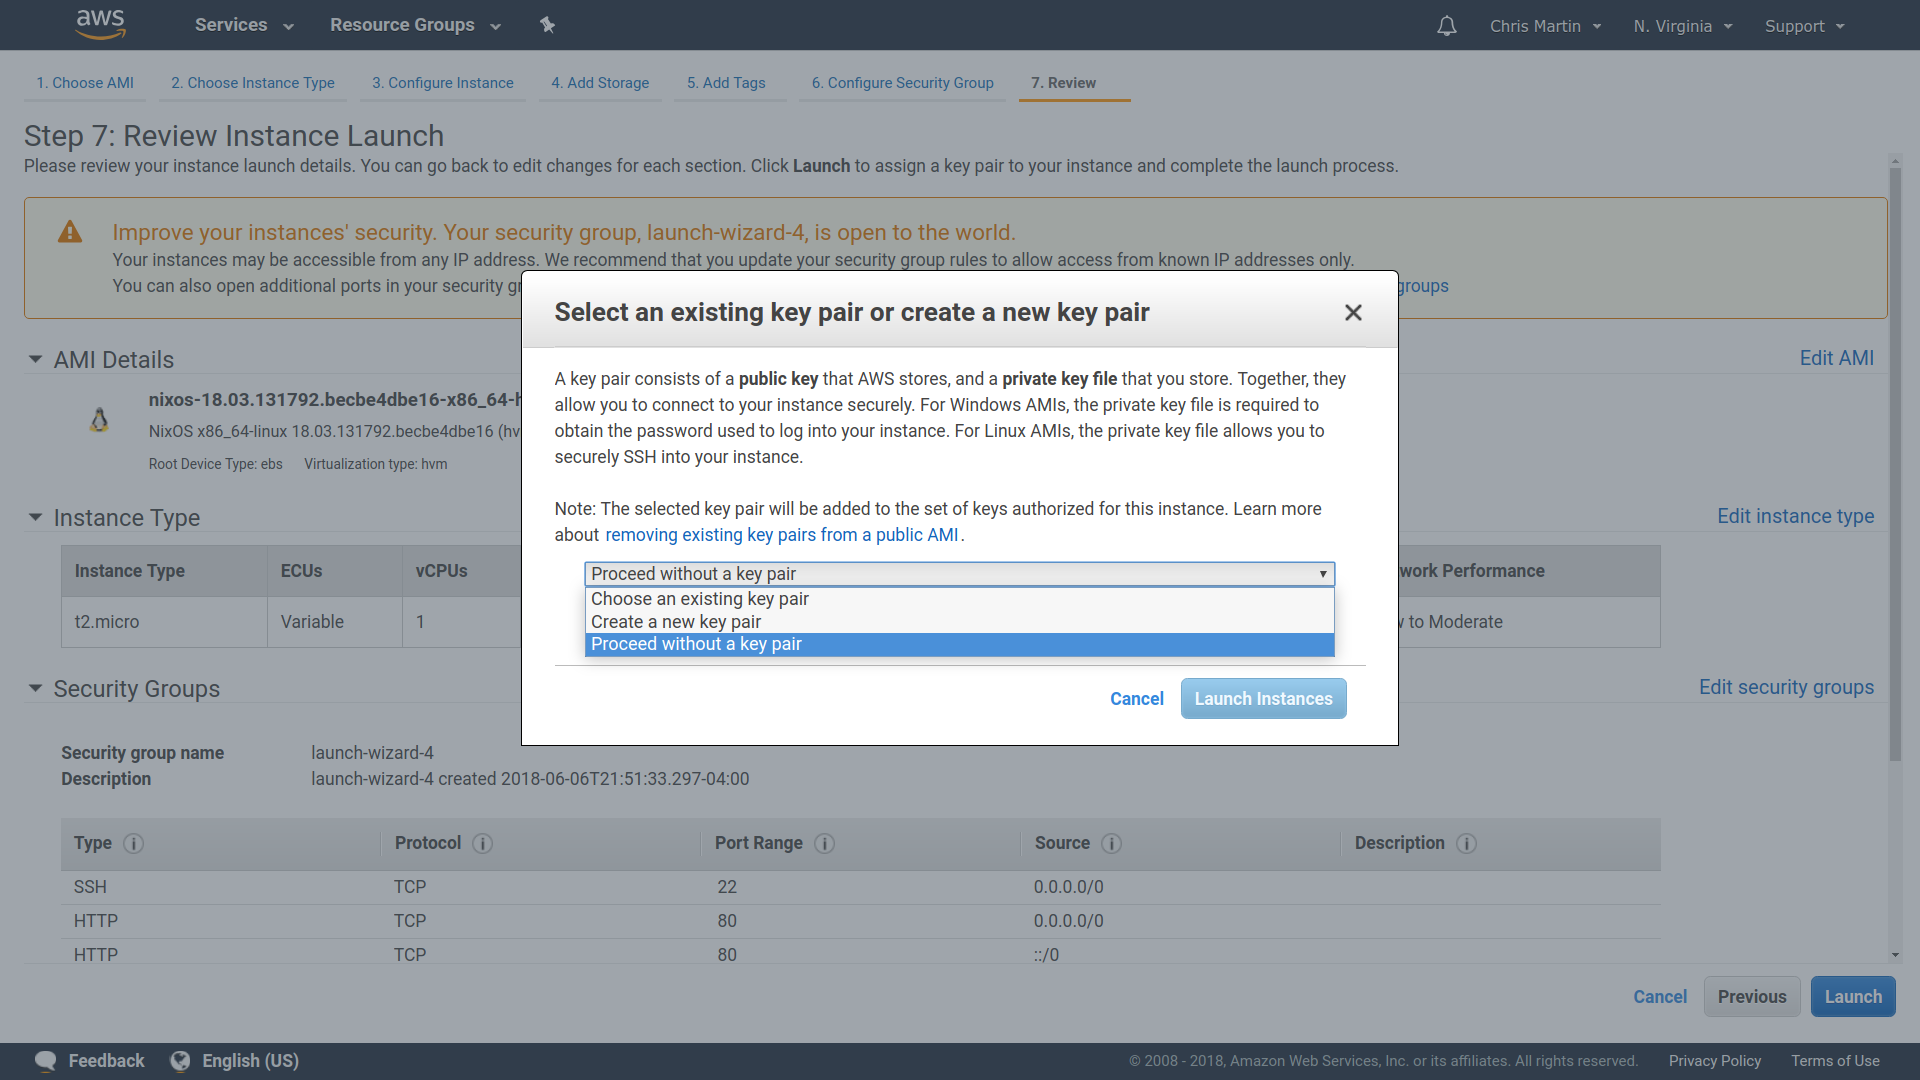 aws
Services
Resource Groups
Chris Martin
N. Virginia
Support
1. Choose AMI
2. Choose Instance Type
3. Configure Instance
4. Add Storage
5. Add Tags
6. Configure Security Group
7. Review
Step 7: Review Instance Launch
Please review your instance launch details. You can go back to edit changes for each section. Click Launch to assign a key pair to your instance and complete the launch process.
Improve your instances' security. Your security group, launch-wizard-4, is open to the world.
Your instances may be accessible from any IP address. We recommend that you update your security group rules to allow access from known IP addresses only.
You can also open additional ports in your security
groups
Select an existing key pair or create a new key pair
A key pair consists of a public key that AWS stores, and a private key file that you store. Together, they
allow you to connect to your instance securely. For Windows AMIs, the private key file is required to
obtain the password used to log into your instance. For Linux AMIs, the private key file allows you to
securely SSH into your instance.
Note: The selected key pair will be added to the set of keys authorized for this instance. Learn more
about removing existing key pairs from a public AMI.
Proceed without a key pair
Choose an existing key pair
Create a new key pair
Proceed without a key pair
Cancel
Launch Instances
AMI Details
Edit AMI
nixos-18.03.131792.becbe4dbe16-x86_64-
NixOS x86_64-linux 18.03.131792.becbe4dbe16 (hv
Root Device Type: ebs Virtualization type: hvm
Instance Type
Edit instance type
Instance Type
ECUs
vCPUs
work Performance
t2.micro
Variable
1
to Moderate
Security Groups
Edit security groups
Security group name launch-wizard-4
Description launch-wizard-4 created 2018-06-06T21:51:33.297-04:00
Type
Protocol
Port Range
Source
Description
SSH TCP 22 0.0.0.0/0
HTTP TCP 80 0.0.0.0/0
HTTP TCP 80 ::/0
Cancel
Previous
Launch
Feedback
English (US)
© 2008 - 2018, Amazon Web Services, Inc. or its affiliates. All rights reserved.
Privacy Policy
Terms of Use